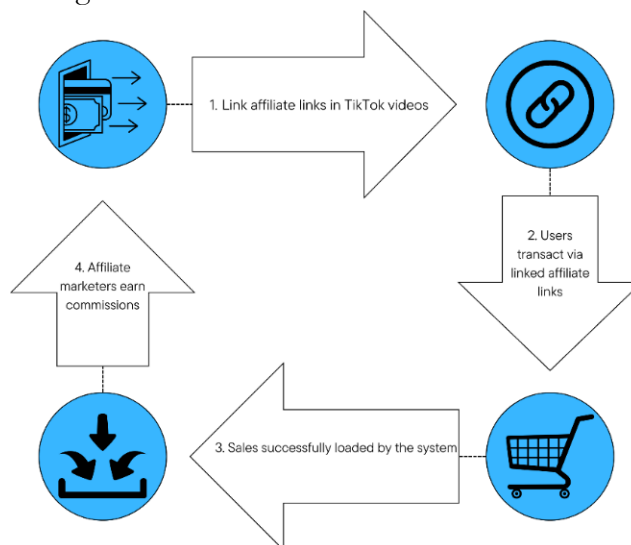 1. Link affiliate links in TikTok videos
2. Users
transact via
linked affiliate
links
3. Sales successfully loaded by the system
4. Affiliate
marketers earn
commissions